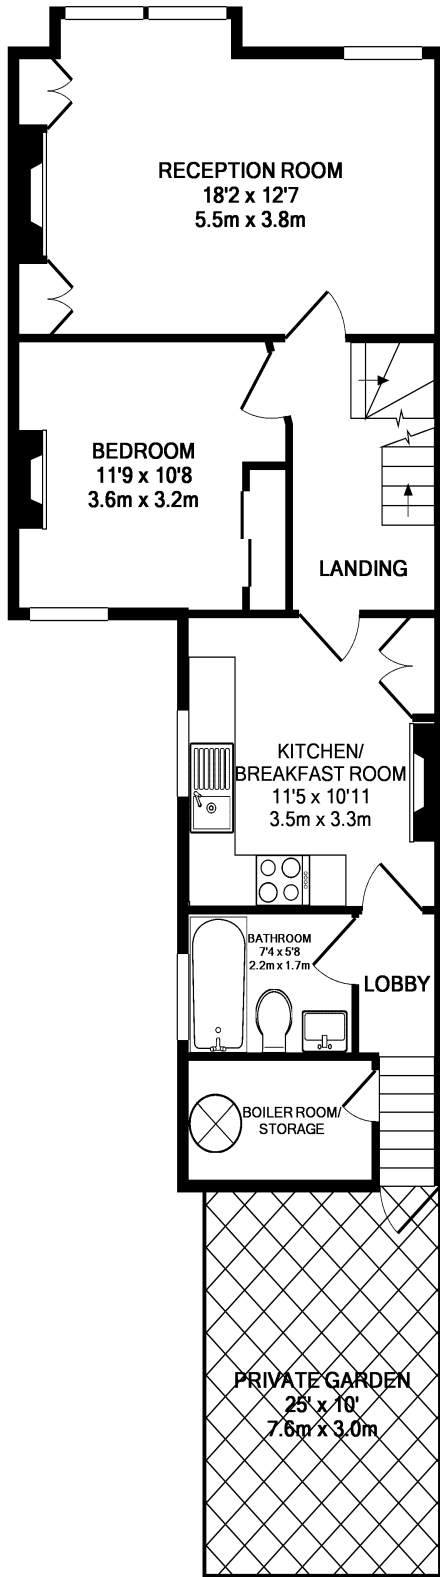 RECEPTION ROOM
18'2 x 12'7
5.5m x 3.8m
BEDROOM
11'9 x 10'8
3.6m x 3.2m
LANDING
KITCHEN/
BREAKFAST ROOM
11'5 x 10'11
3.5m x 3.3m
BATHROOM
7'4 x 5'8
2.2m x 1.7m
LOBBY
BOILER ROOM/
STORAGE
PRIVATE GARDEN
25' x 10'
7.6m x 3.0m